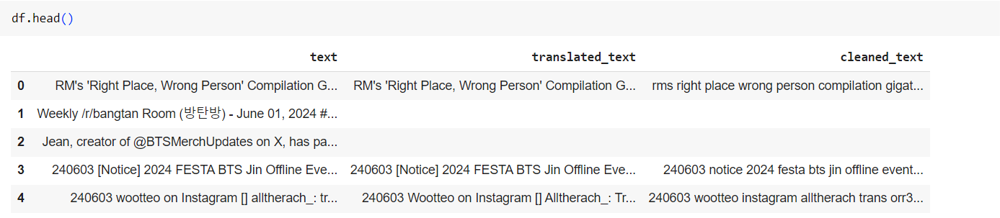 df.head()
text translated_text cleaned_text
0 RM's 'Right Place, Wrong Person' Compilation G... RM's 'Right Place, Wrong Person' Compilation G... rms right place wrong person compilation gigat...
1 Weekly /r/bangtan Room (방탄방) - June 01, 2024 #...
2 Jean, creator of @BTSMerchUpdates on X, has pa...
3 240603 [Notice] 2024 FESTA BTS Jin Offline Eve... 240603 [Notice] 2024 FESTA BTS Jin Offline Eve... 240603 notice 2024 festa bts jin offline event...
4 240603 wootteo on Instagram [] alltherach_: tr... 240603 Wootteo on Instagram [] Alltherach_: Tr... 240603 wootteo instagram alltherach trans orr3...